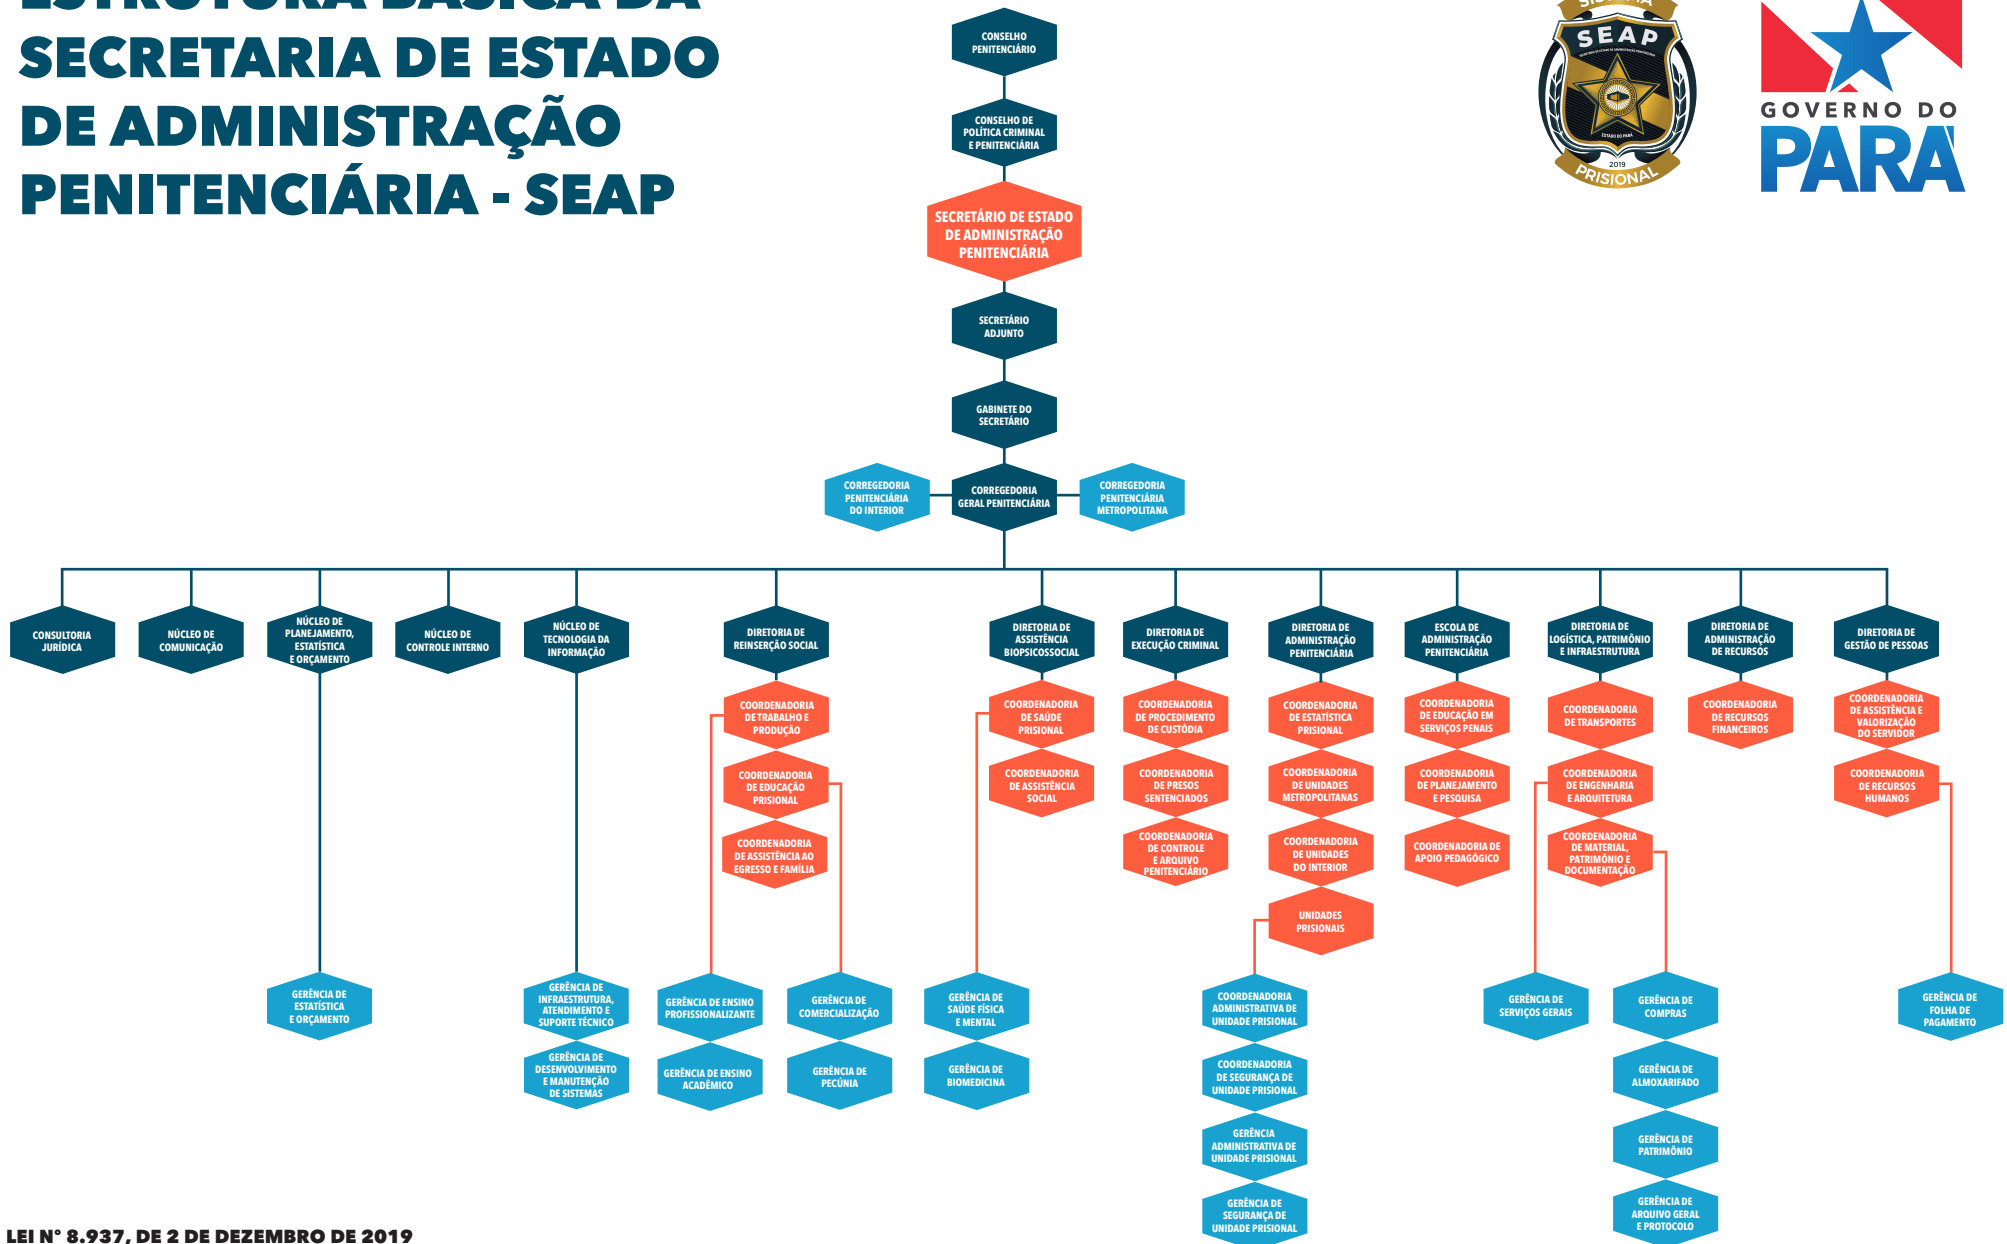 ESTRUTURA BÁSICA DA
SECRETARIA DE ESTADO
DE ADMINISTRAÇÃO
PENITENCIÁRIA - SEAP
SISTEMA
SEAP
ESTADO DO PARÁ
2019
PRISIONAL
GOVERNO DO
PARÁ
CONSELHO
PENITENCIÁRIO
CONSELHO DE
POLÍTICA CRIMINAL
E PENITENCIÁRIA
SECRETÁRIO DE ESTADO
DE ADMINISTRAÇÃO
PENITENCIÁRIA
SECRETÁRIO
ADJUNTO
GABINETE DO
SECRETÁRIO
CORREGEDORIA
PENITENCIÁRIA
DO INTERIOR
CORREGEDORIA
GERAL PENITENCIÁRIA
CORREGEDORIA
PENITENCIÁRIA
METROPOLITANA
CONSULTORIA
JURÍDICA
NÚCLEO DE
COMUNICAÇÃO
NÚCLEO DE
PLANEJAMENTO,
ESTATÍSTICA
E ORÇAMENTO
NÚCLEO DE
CONTROLE INTERNO
NÚCLEO DE
TECNOLOGIA DA
INFORMAÇÃO
DIRETORIA DE
REINSERÇÃO SOCIAL
DIRETORIA DE
ASSISTÊNCIA
BIOPSICOSSOCIAL
DIRETORIA DE
EXECUÇÃO CRIMINAL
DIRETORIA DE
ADMINISTRAÇÃO
PENITENCIÁRIA
ESCOLA DE
ADMINISTRAÇÃO
PENITENCIÁRIA
DIRETORIA DE
LOGÍSTICA, PATRIMÔNIO
E INFRAESTRUTURA
DIRETORIA DE
ADMINISTRAÇÃO
DE RECURSOS
DIRETORIA DE
GESTÃO DE PESSOAS
COORDENADORIA
DE TRABALHO E
PRODUÇÃO
COORDENADORIA
DE EDUCAÇÃO
PRISIONAL
COORDENADORIA
DE ASSISTÊNCIA AO
EGRESSO E FAMÍLIA
COORDENADORIA
DE SAÚDE
PRISIONAL
COORDENADORIA
DE ASSISTÊNCIA
SOCIAL
COORDENADORIA
DE PROCEDIMENTO
DE CUSTÓDIA
COORDENADORIA
DE PRESOS
SENTENCIADOS
COORDENADORIA
DE CONTROLE
E ARQUIVO
PENITENCIÁRIO
COORDENADORIA
DE ESTATÍSTICA
PRISIONAL
COORDENADORIA
DE UNIDADES
METROPOLITANAS
COORDENADORIA
DE UNIDADES
DO INTERIOR
UNIDADES
PRISIONAIS
COORDENADORIA
DE EDUCAÇÃO EM
SERVIÇOS PENAIS
COORDENADORIA
DE PLANEJAMENTO
E PESQUISA
COORDENADORIA DE
APOIO PEDAGÓGICO
COORDENADORIA
DE TRANSPORTES
COORDENADORIA
DE ENGENHARIA
E ARQUITETURA
COORDENADORIA
DE MATERIAL,
PATRIMÔNIO E
DOCUMENTAÇÃO
COORDENADORIA
DE RECURSOS
FINANCEIROS
COORDENADORIA
DE ASSISTÊNCIA E
VALORIZAÇÃO
DO SERVIDOR
COORDENADORIA
DE RECURSOS
HUMANOS
GERÊNCIA DE
ESTATÍSTICA
E ORÇAMENTO
GERÊNCIA DE
INFRAESTRUTURA,
ATENDIMENTO E
SUPORTE TÉCNICO
GERÊNCIA DE
DESENVOLVIMENTO
E MANUTENÇÃO
DE SISTEMAS
GERÊNCIA DE ENSINO
PROFISSIONALIZANTE
GERÊNCIA DE ENSINO
ACADÊMICO
GERÊNCIA DE
COMERCIALIZAÇÃO
GERÊNCIA DE
PECÚNIA
GERÊNCIA DE
SAÚDE FÍSICA
E MENTAL
GERÊNCIA DE
BIOMEDICINA
COORDENADORIA
ADMINISTRATIVA DE
UNIDADE PRISIONAL
COORDENADORIA
DE SEGURANÇA DE
UNIDADE PRISIONAL
GERÊNCIA
ADMINISTRATIVA DE
UNIDADE PRISIONAL
GERÊNCIA DE
SEGURANÇA DE
UNIDADE PRISIONAL
GERÊNCIA DE
SERVIÇOS GERAIS
GERÊNCIA DE
COMPRAS
GERÊNCIA DE
ALMOXARIFADO
GERÊNCIA DE
PATRIMÔNIO
GERÊNCIA DE
ARQUIVO GERAL
E PROTOCOLO
GERÊNCIA DE
FOLHA DE
PAGAMENTO
LEI N° 8.937, DE 2 DE DEZEMBRO DE 2019